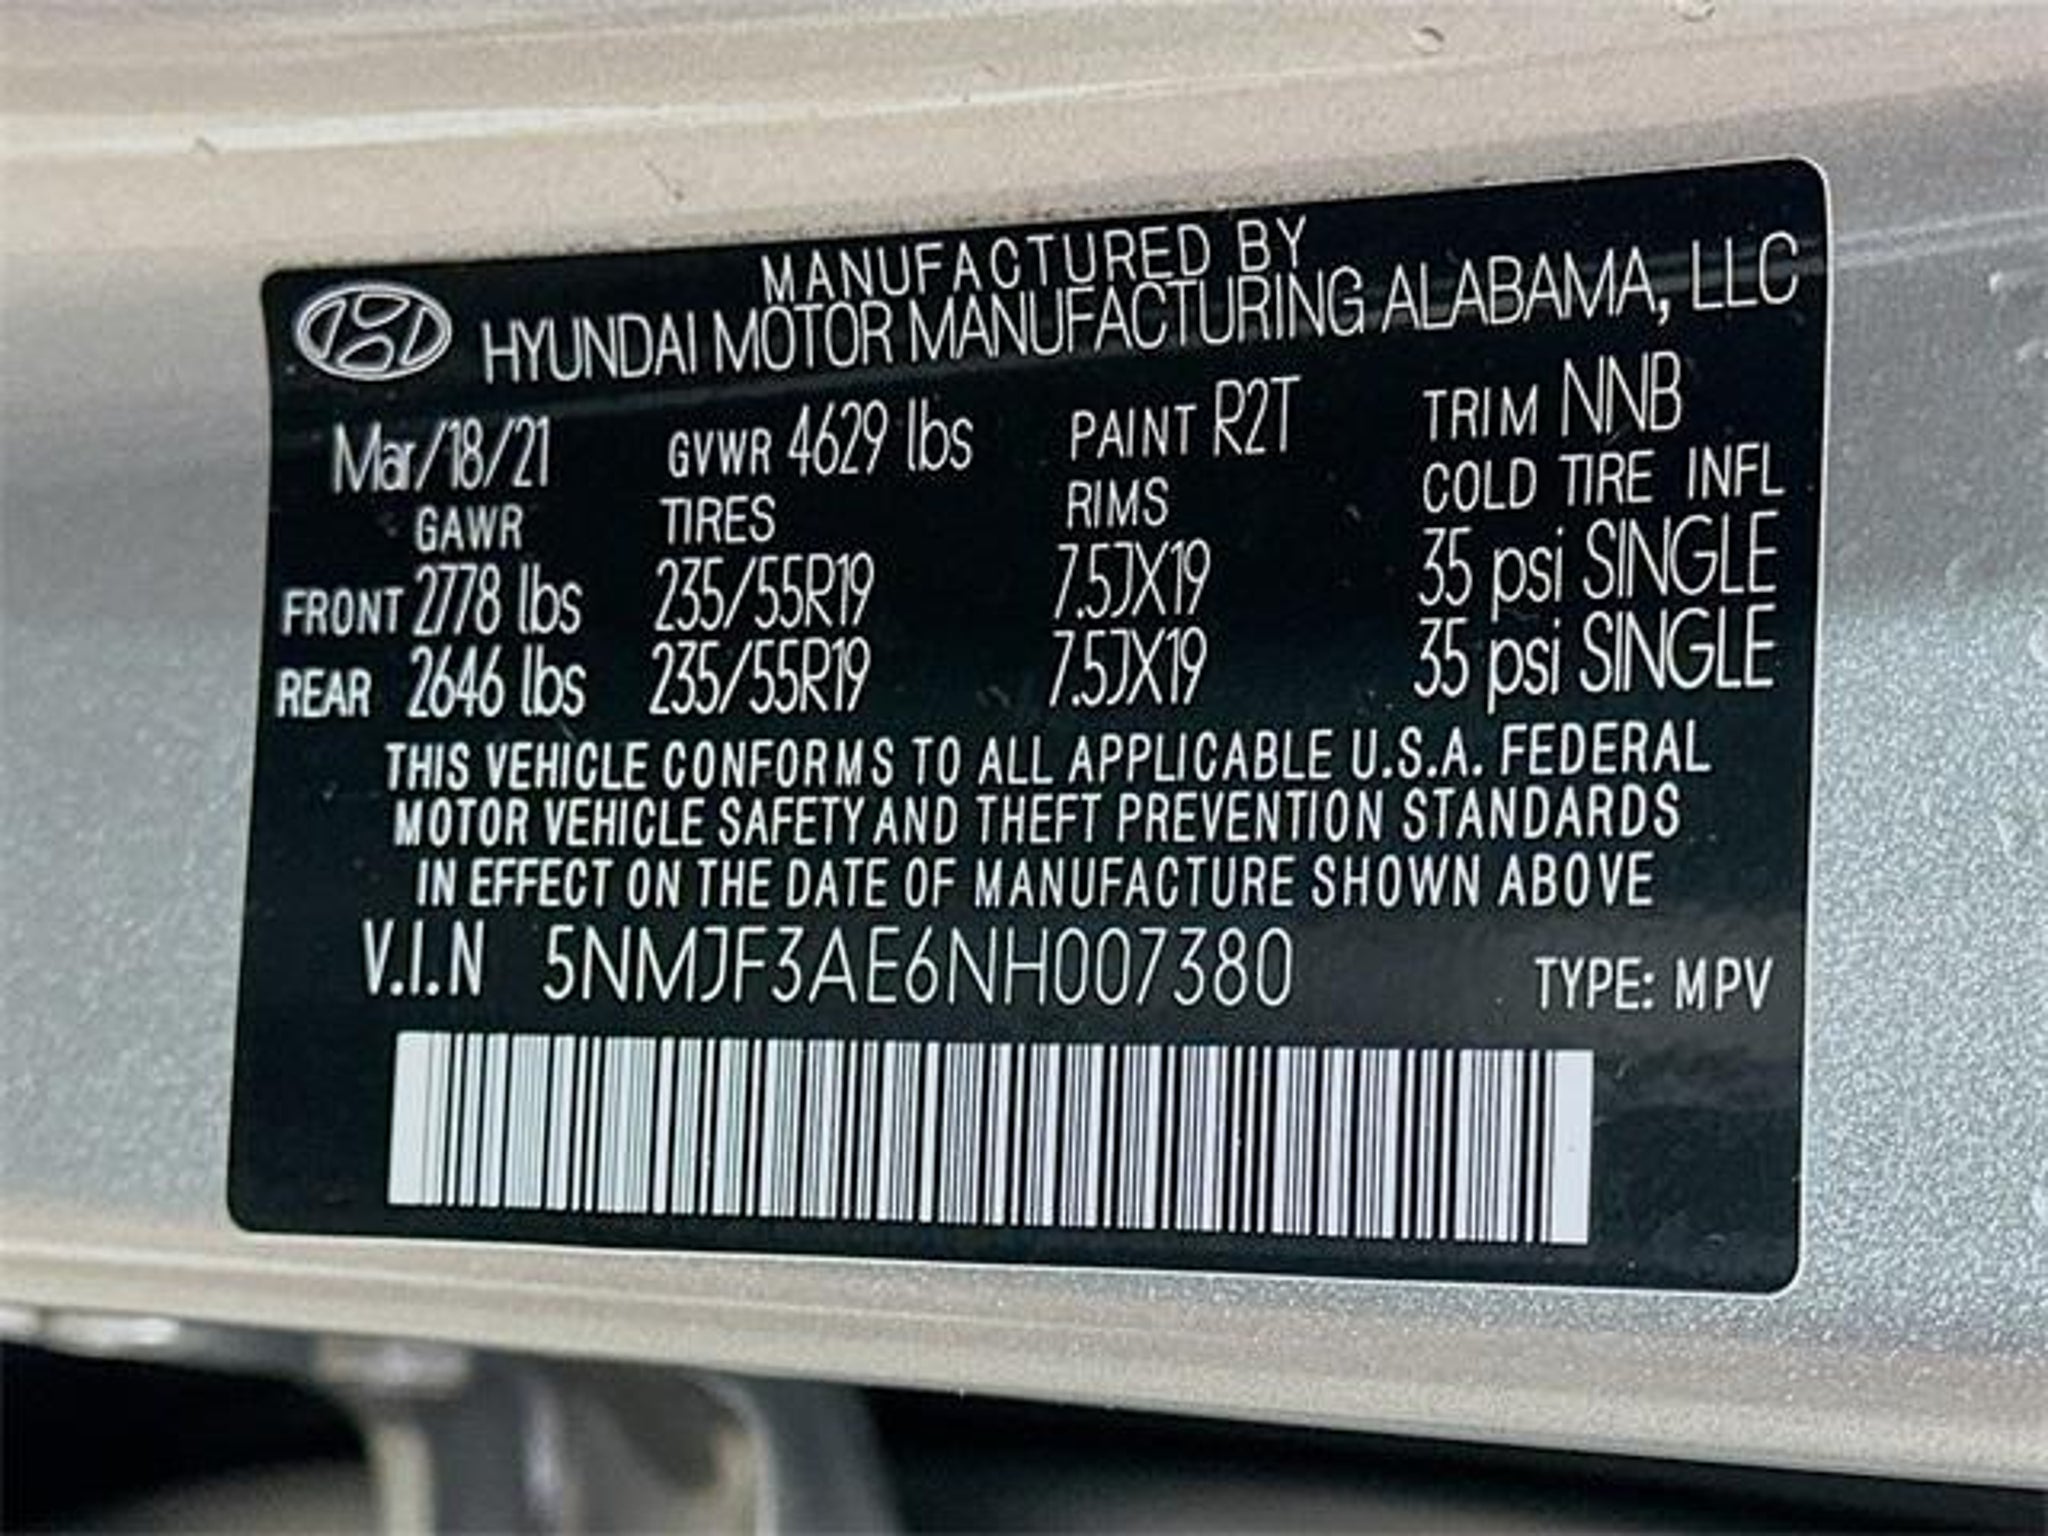 MANUFACTURED BY
HYUNDAI MOTOR MANUFACTURING ALABAMA, LLC
Mar/18/21 GVWR 4629 lbs PAINT R2T TRIM NNB
GAWR TIRES RIMS COLD TIRE INFL
FRONT 2778 lbs 235/55R19 7.5JX19 35 psi SINGLE
REAR 2646 lbs 235/55R19 7.5JX19 35 psi SINGLE
THIS VEHICLE CONFORMS TO ALL APPLICABLE U.S.A. FEDERAL
MOTOR VEHICLE SAFETY AND THEFT PREVENTION STANDARDS
IN EFFECT ON THE DATE OF MANUFACTURE SHOWN ABOVE
V.I.N 5NMJF3AE6NH007380 TYPE: MPV